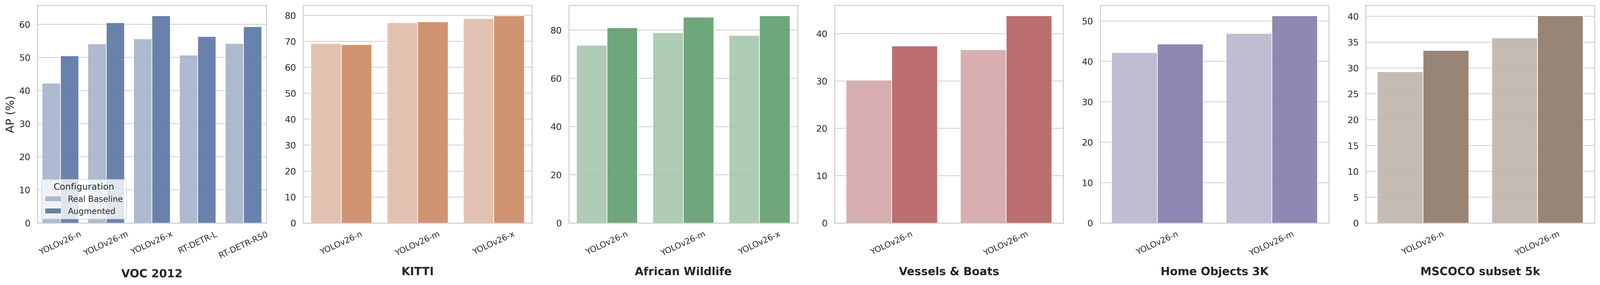 AP (%)
60
50
40
30
20
10
0
Configuration
Real Baseline
Augmented
YOLOv26-n
YOLOv26-m
YOLOv26-x
RT-DETR-L
RT-DETR-R50
VOC 2012
80
70
60
50
40
30
20
10
0
YOLOv26-n
YOLOv26-m
YOLOv26-x
KITTI
80
60
40
20
0
YOLOv26-n
YOLOv26-m
YOLOv26-x
African Wildlife
40
30
20
10
0
YOLOv26-n
YOLOv26-m
Vessels & Boats
50
40
30
20
10
0
YOLOv26-n
YOLOv26-m
Home Objects 3K
40
35
30
25
20
15
10
5
0
YOLOv26-n
YOLOv26-m
MSCOCO subset 5k